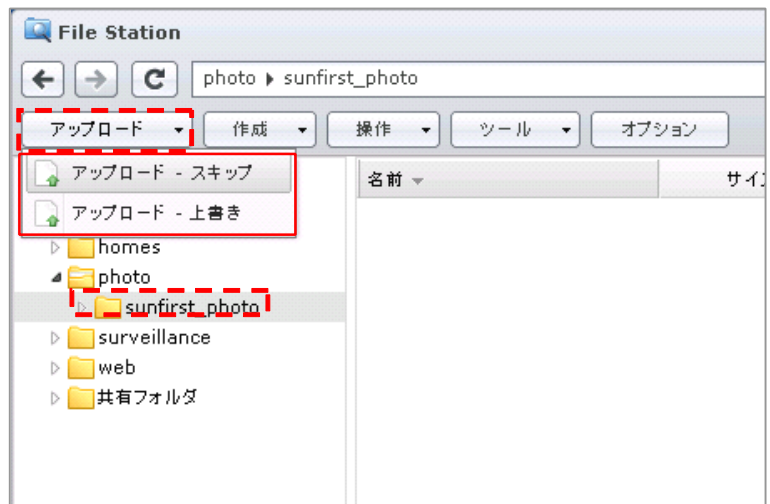 File Station
photo ▸ sunfirst_photo
アップロード 作成 操作 ツール オプション
アップロード - スキップ
アップロード - 上書き
名前
homes
photo
sunfirst_photo
surveillance
web
共有フォルダ